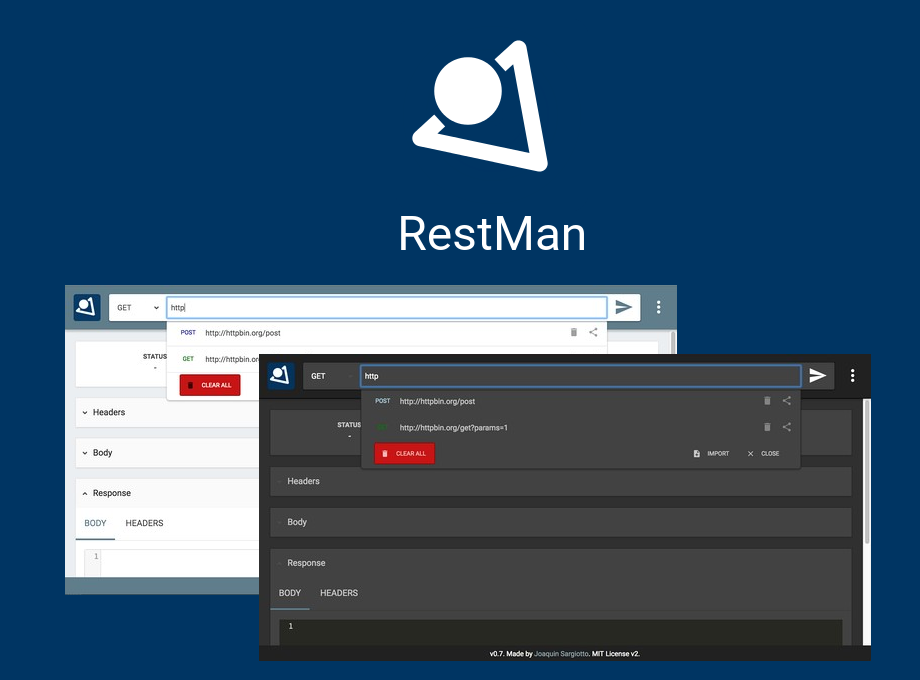 RestMan
GET http
POST http://httpbin.org/post
GET http://httpbin.or
CLEAR ALL
STATUS
-
Headers
Body
Response
BODY HEADERS
1
GET http
POST http://httpbin.org/post
GET http://httpbin.org/get?params=1
CLEAR ALL IMPORT CLOSE
STATUS
-
Headers
Body
Response
BODY HEADERS
1
v0.7. Made by Joaquin Sargiotto. MIT License v2.